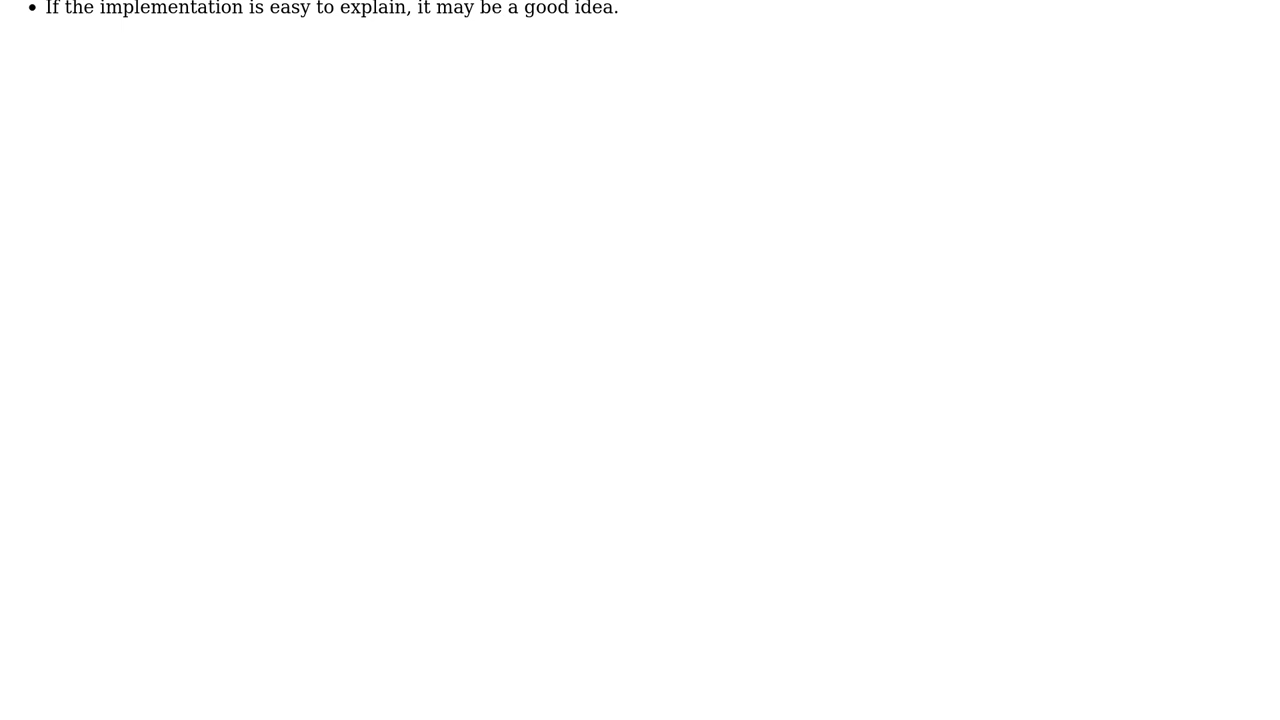 • If the implementation is easy to explain, it may be a good idea.